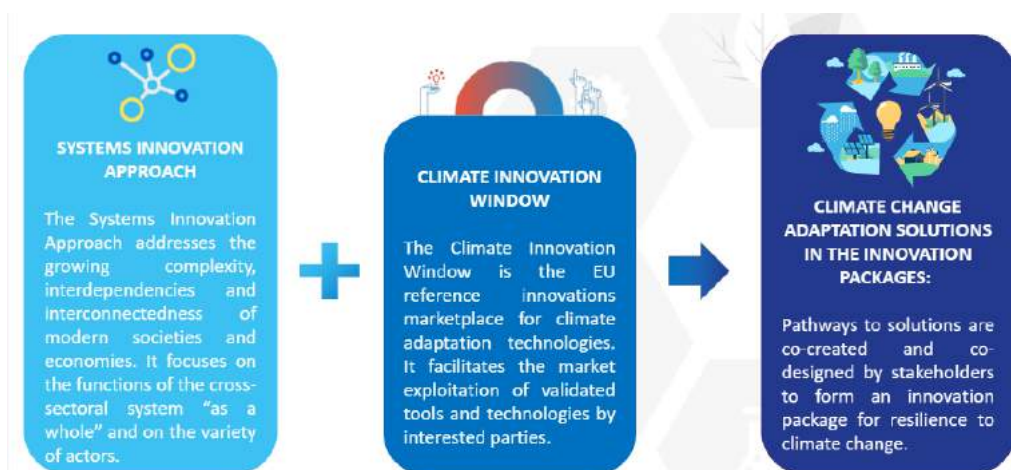 SYSTEMS INNOVATION
APPROACH
The Systems Innovation
Approach addresses the
growing complexity,
interdependencies and
interconnectedness of
modern societies and
economies. It focuses on
the functions of the cross-
sectoral system “as a
whole” and on the variety
of actors.
CLIMATE INNOVATION
WINDOW
The Climate Innovation
Window is the EU
reference innovations
marketplace for climate
adaptation technologies.
It facilitates the market
exploitation of validated
tools and technologies by
interested parties.
CLIMATE CHANGE
ADAPTATION SOLUTIONS
IN THE INNOVATION
PACKAGES:
Pathways to solutions are
co-created and co-
designed by stakeholders
to form an innovation
package for resilience to
climate change.